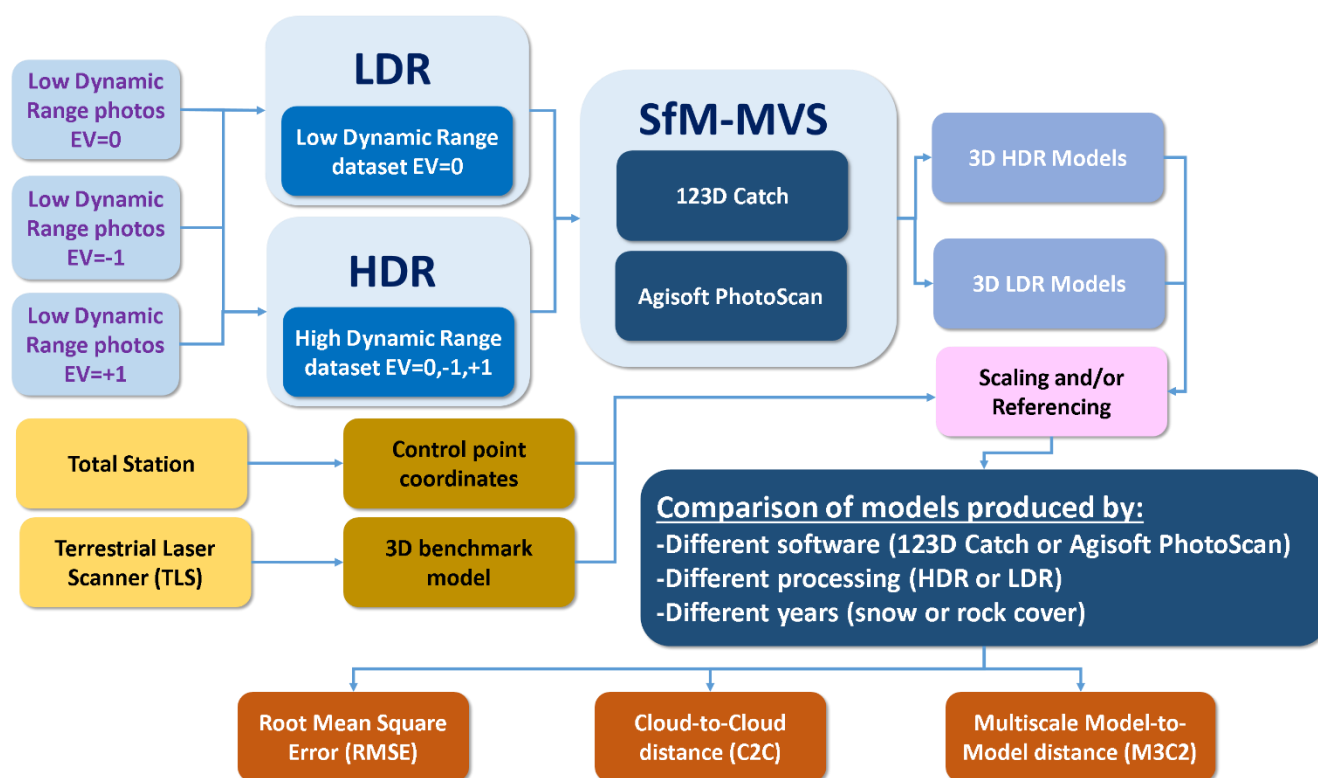 Low Dynamic
Range photos
EV=0
Low Dynamic
Range photos
EV=-1
Low Dynamic
Range photos
EV=+1
LDR
Low Dynamic Range
dataset EV=0
HDR
High Dynamic Range
dataset EV=0,-1,+1
SfM-MVS
123D Catch
Agisoft PhotoScan
3D HDR Models
3D LDR Models
Scaling and/or
Referencing
Total Station
Control point
coordinates
Terrestrial Laser
Scanner (TLS)
3D benchmark
model
Comparison of models produced by:
-Different software (123D Catch or Agisoft PhotoScan)
-Different processing (HDR or LDR)
-Different years (snow or rock cover)
Root Mean Square
Error (RMSE)
Cloud-to-Cloud
distance (C2C)
Multiscale Model-to-
Model distance (M3C2)